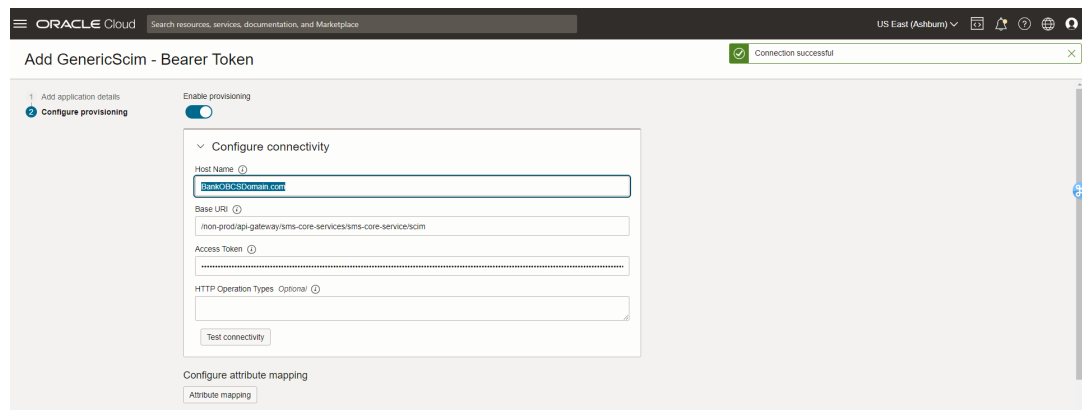 ORACLE Cloud
Search resources, services, documentation, and Marketplace
US East (Ashburn)
Add GenericScim - Bearer Token
Connection successful
1 Add application details
2 Configure provisioning
Enable provisioning
Configure connectivity
Host Name
BankOBCSDomain.com
Base URI
/non-prod/api-gateway/sms-core-services/sms-core-service/scim
Access Token
HTTP Operation Types Optional
Test connectivity
Configure attribute mapping
Attribute mapping